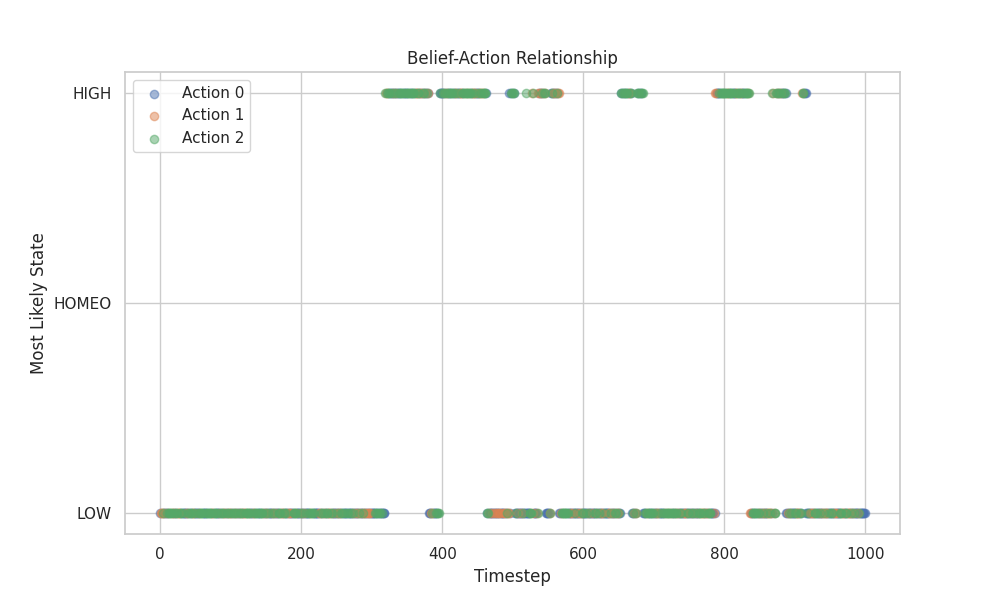 Belief-Action Relationship
Action 0
Action 1
Action 2
Most Likely State
HIGH
HOMEO
LOW
0
200
400
600
800
1000
Timestep